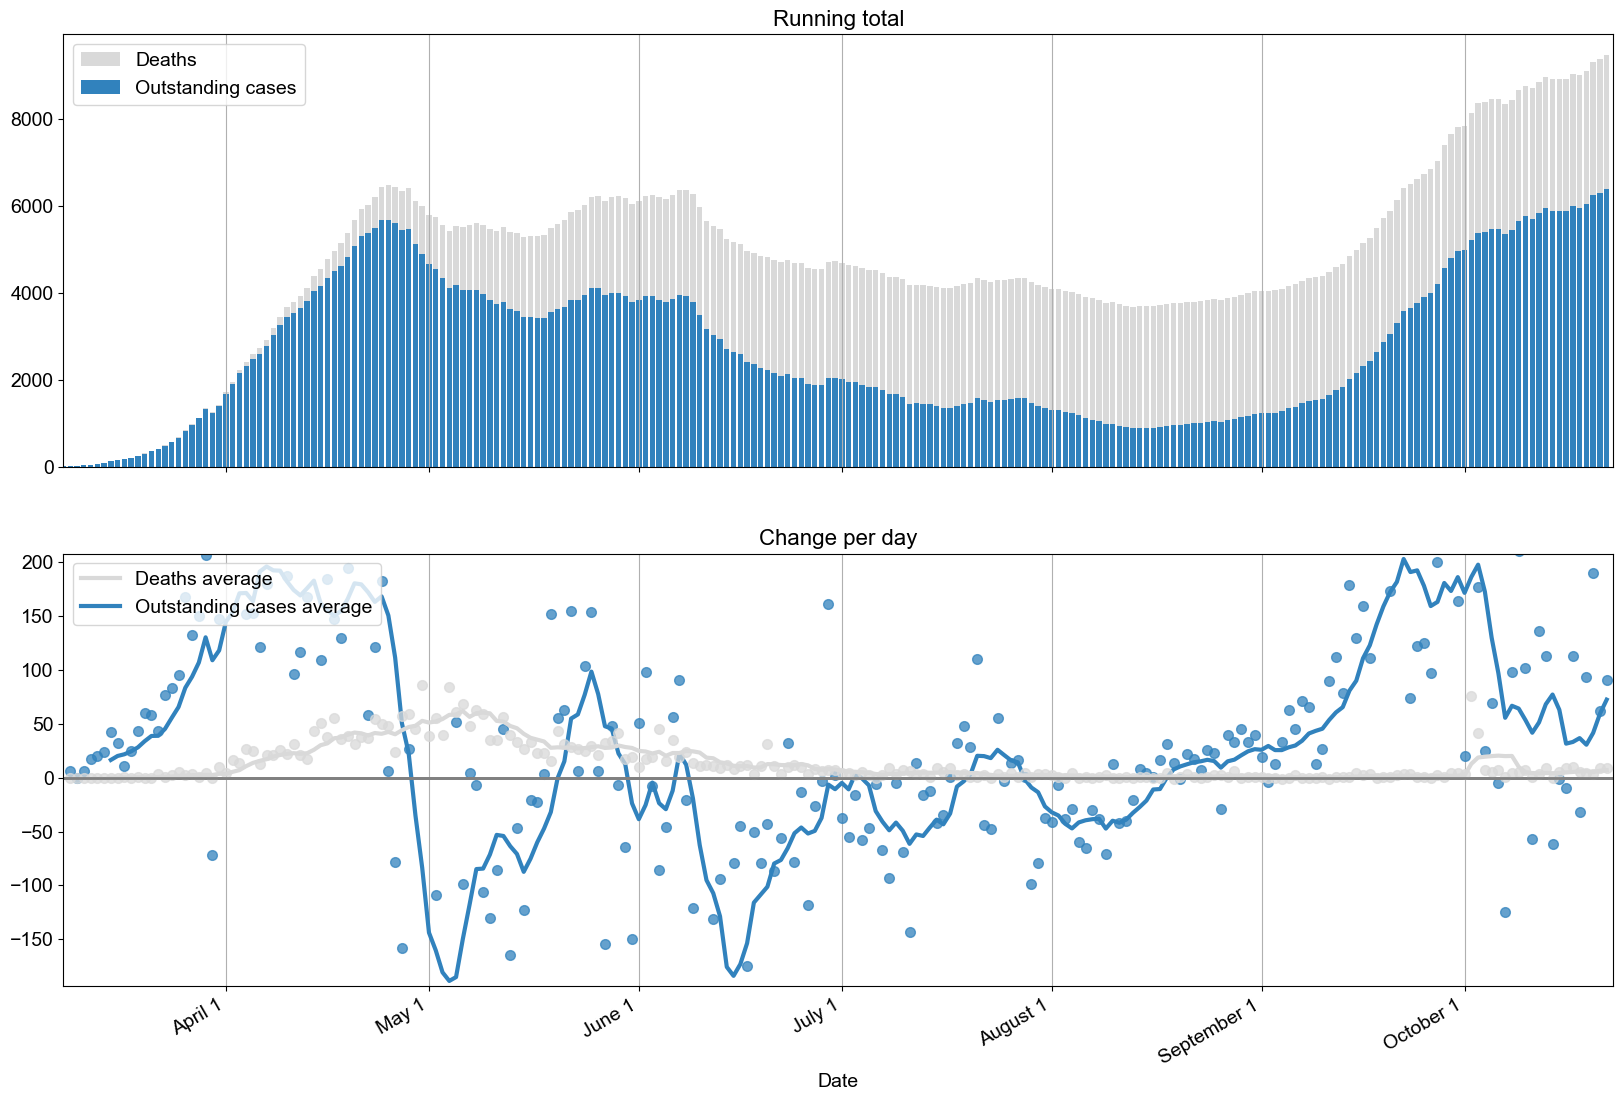 Running total
Deaths
Outstanding cases
8000
6000
4000
2000
0
Change per day
Deaths average
Outstanding cases average
200
150
100
50
0
−50
−100
−150
April 1
May 1
June 1
July 1
August 1
September 1
October 1
Date